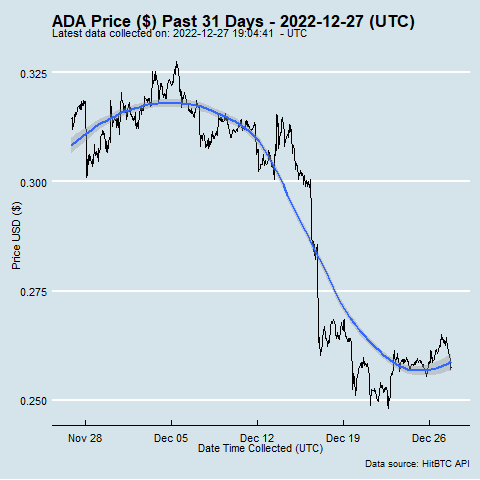 ADA Price ($) Past 31 Days - 2022-12-27 (UTC)
Latest data collected on: 2022-12-27 19:04:41 - UTC
0.325
0.300
0.275
0.250
Price USD ($)
Nov 28 Dec 05 Dec 12 Dec 19 Dec 26
Date Time Collected (UTC)
Data source: HitBTC API